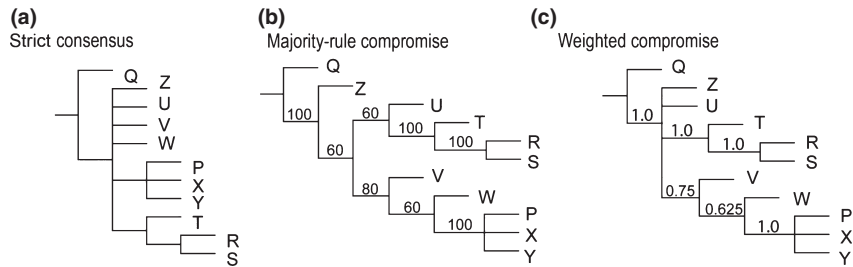 (a)
Strict consensus
Q
Z
U
V
W
P
X
Y
T
R
S
(b)
Majority-rule compromise
Q
100
Z
60
60
U
100
T
100
R
S
80
V
60
W
100
P
X
Y
(c)
Weighted compromise
Q
1.0
Z
U
1.0
T
1.0
R
S
0.75
V
0.625
W
1.0
P
X
Y